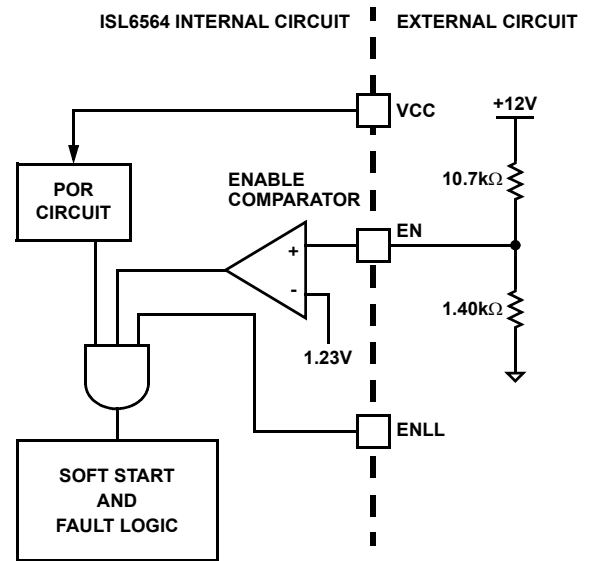 ISL6564 INTERNAL CIRCUIT
EXTERNAL CIRCUIT
VCC
+12V
POR
CIRCUIT
ENABLE
COMPARATOR
10.7kΩ
EN
+
-
1.40kΩ
1.23V
ENLL
SOFT START
AND
FAULT LOGIC